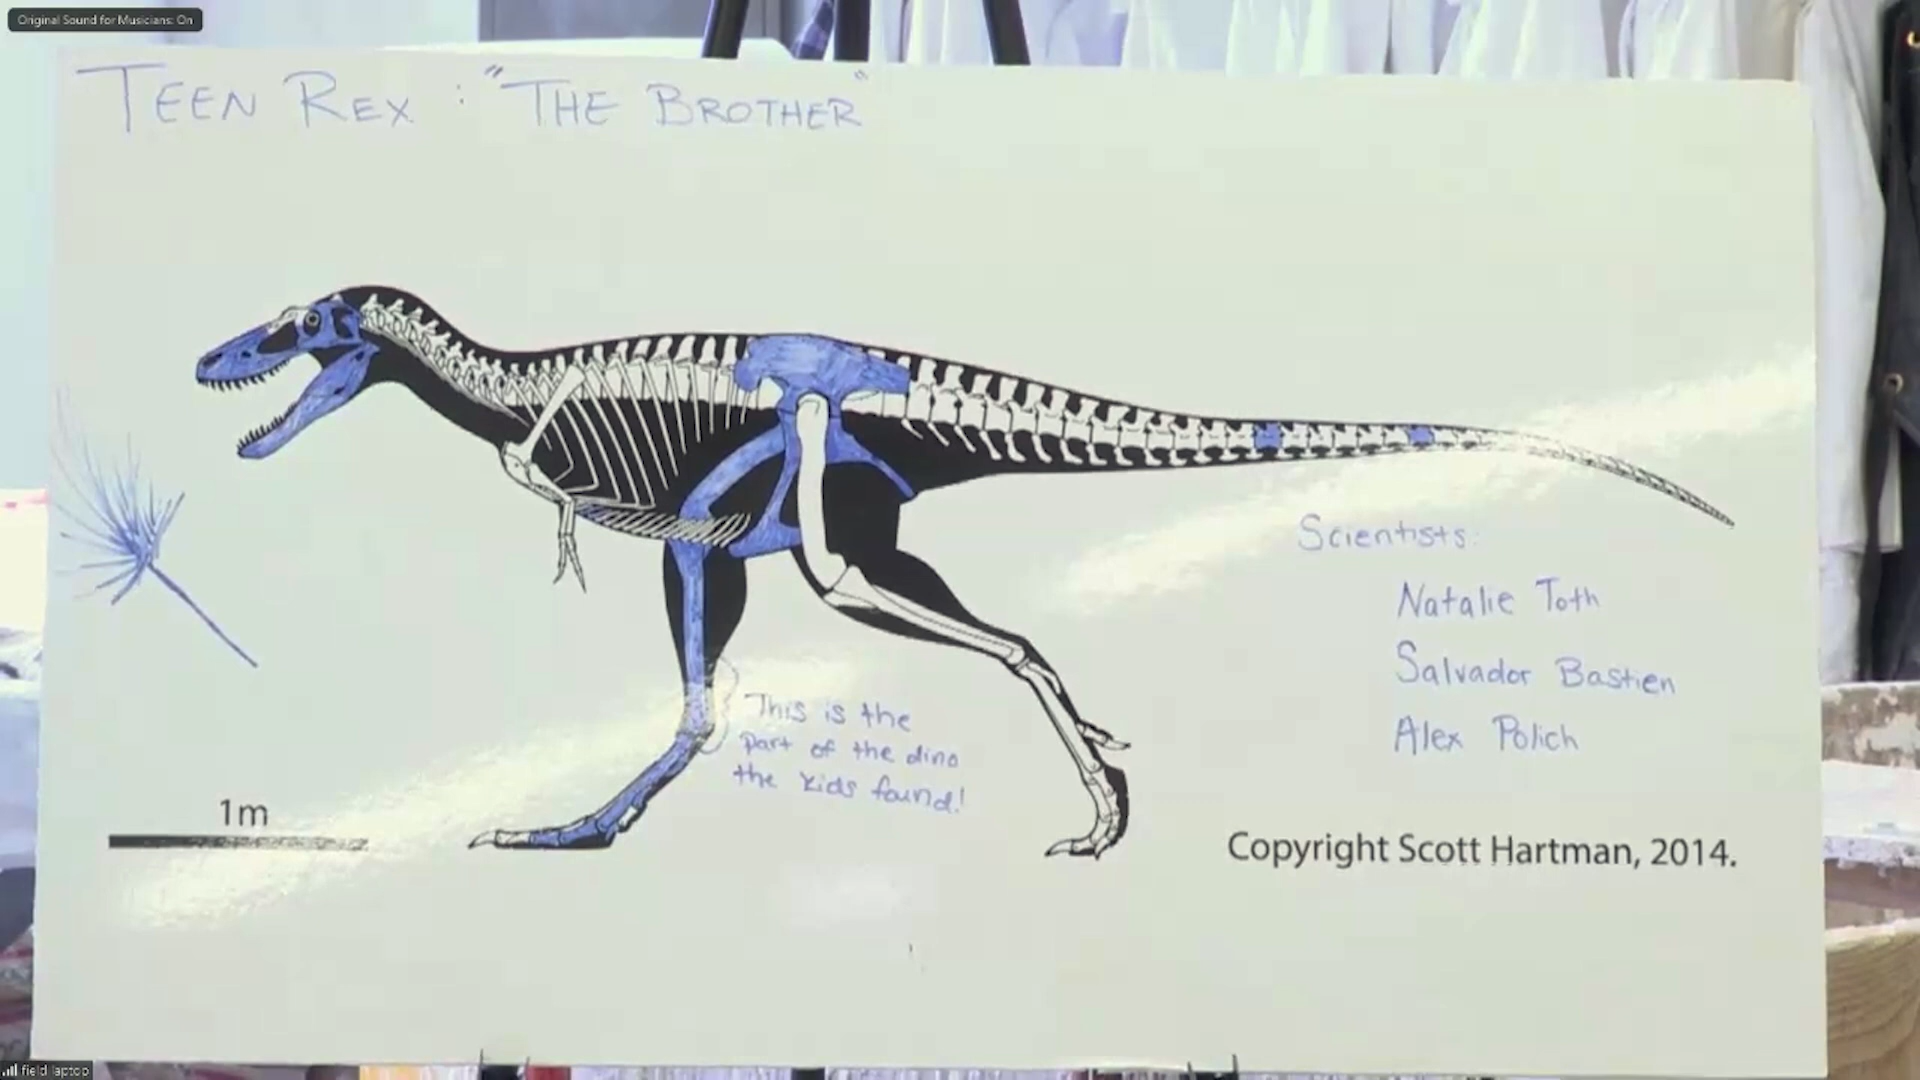 Original Sound for Musicians: On
TEEN REX : "THE BROTHER"
Scientists:
Natalie Toth
Salvador Bastien
Alex Polich
This is the
part of the dino
the kids found!
1m
Copyright Scott Hartman, 2014.
field laptop